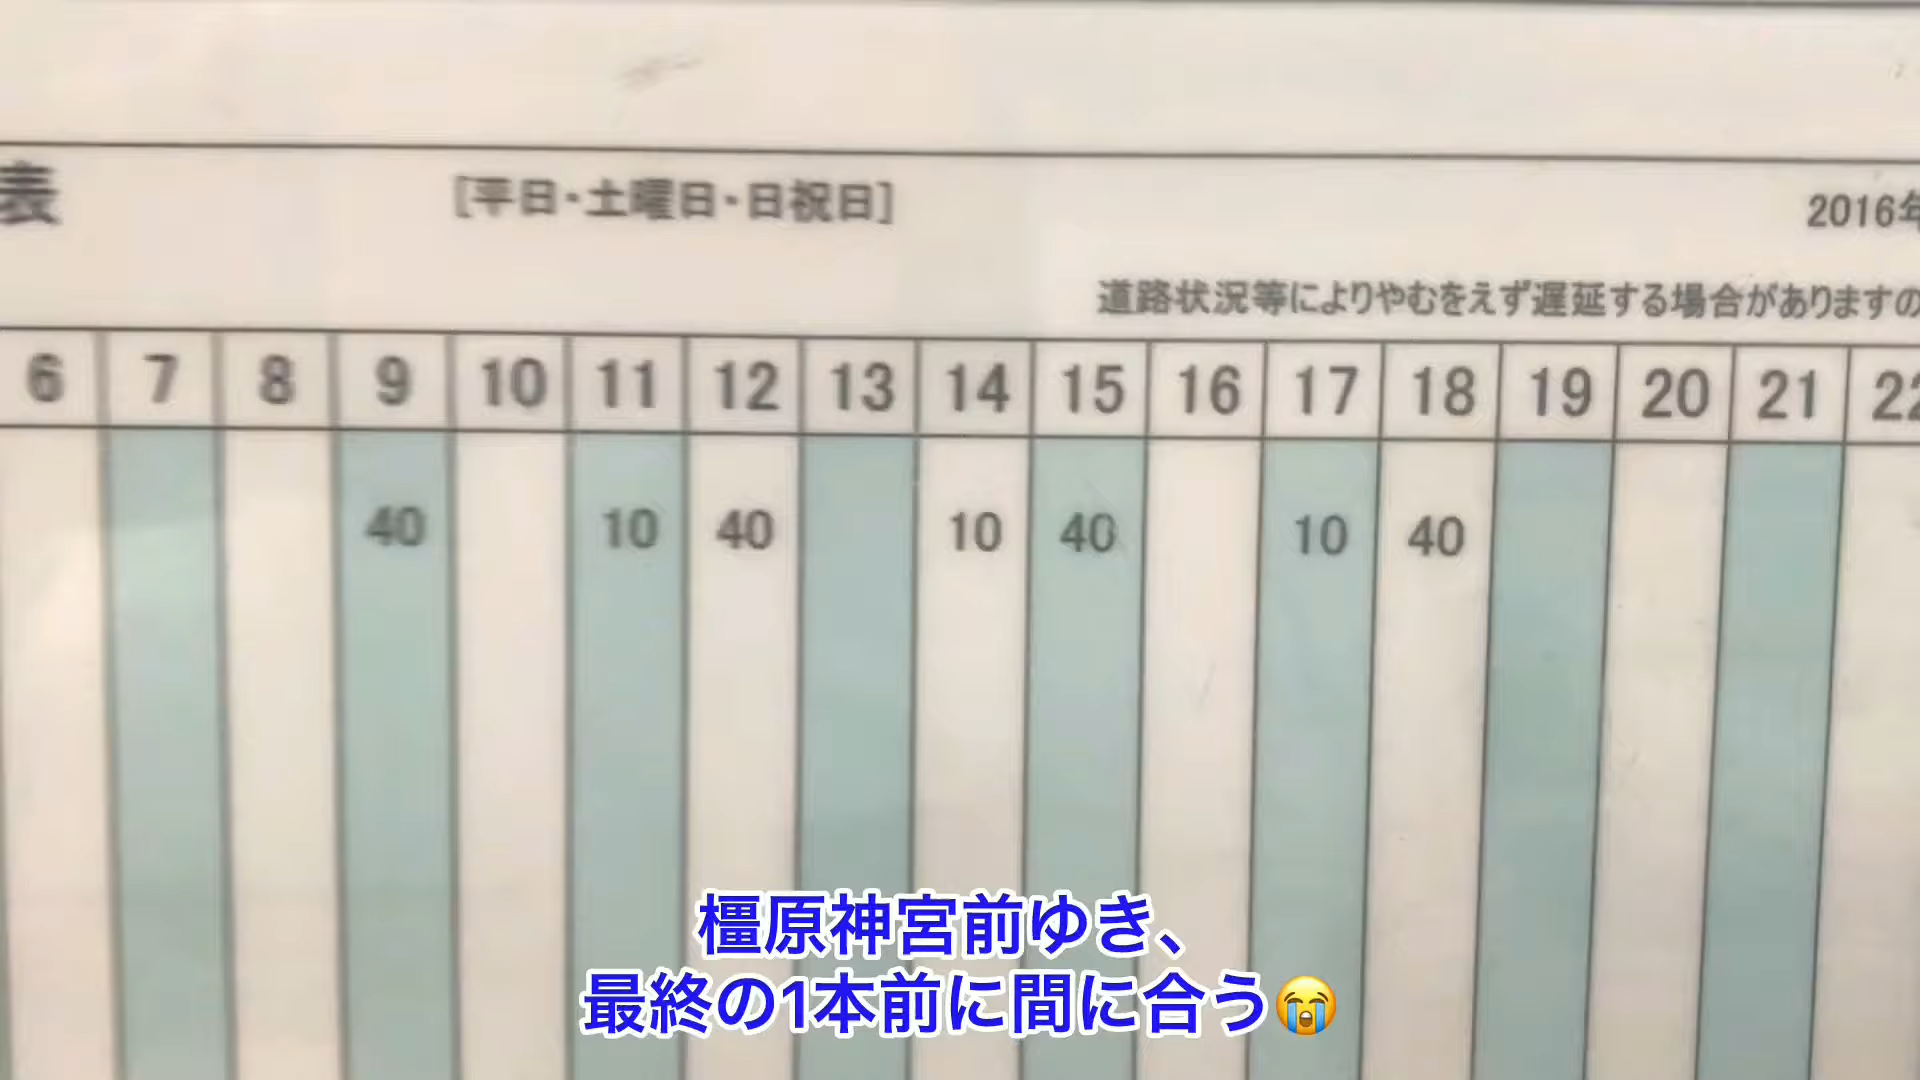 表 [平日・土曜日・日祝日] 2016年
道路状況等によりやむをえず遅延する場合がありますの
6 7 8 9 10 11 12 13 14 15 16 17 18 19 20 21 22
40 10 40 10 40 10 40
橿原神宮前ゆき、
最終の1本前に間に合う😭